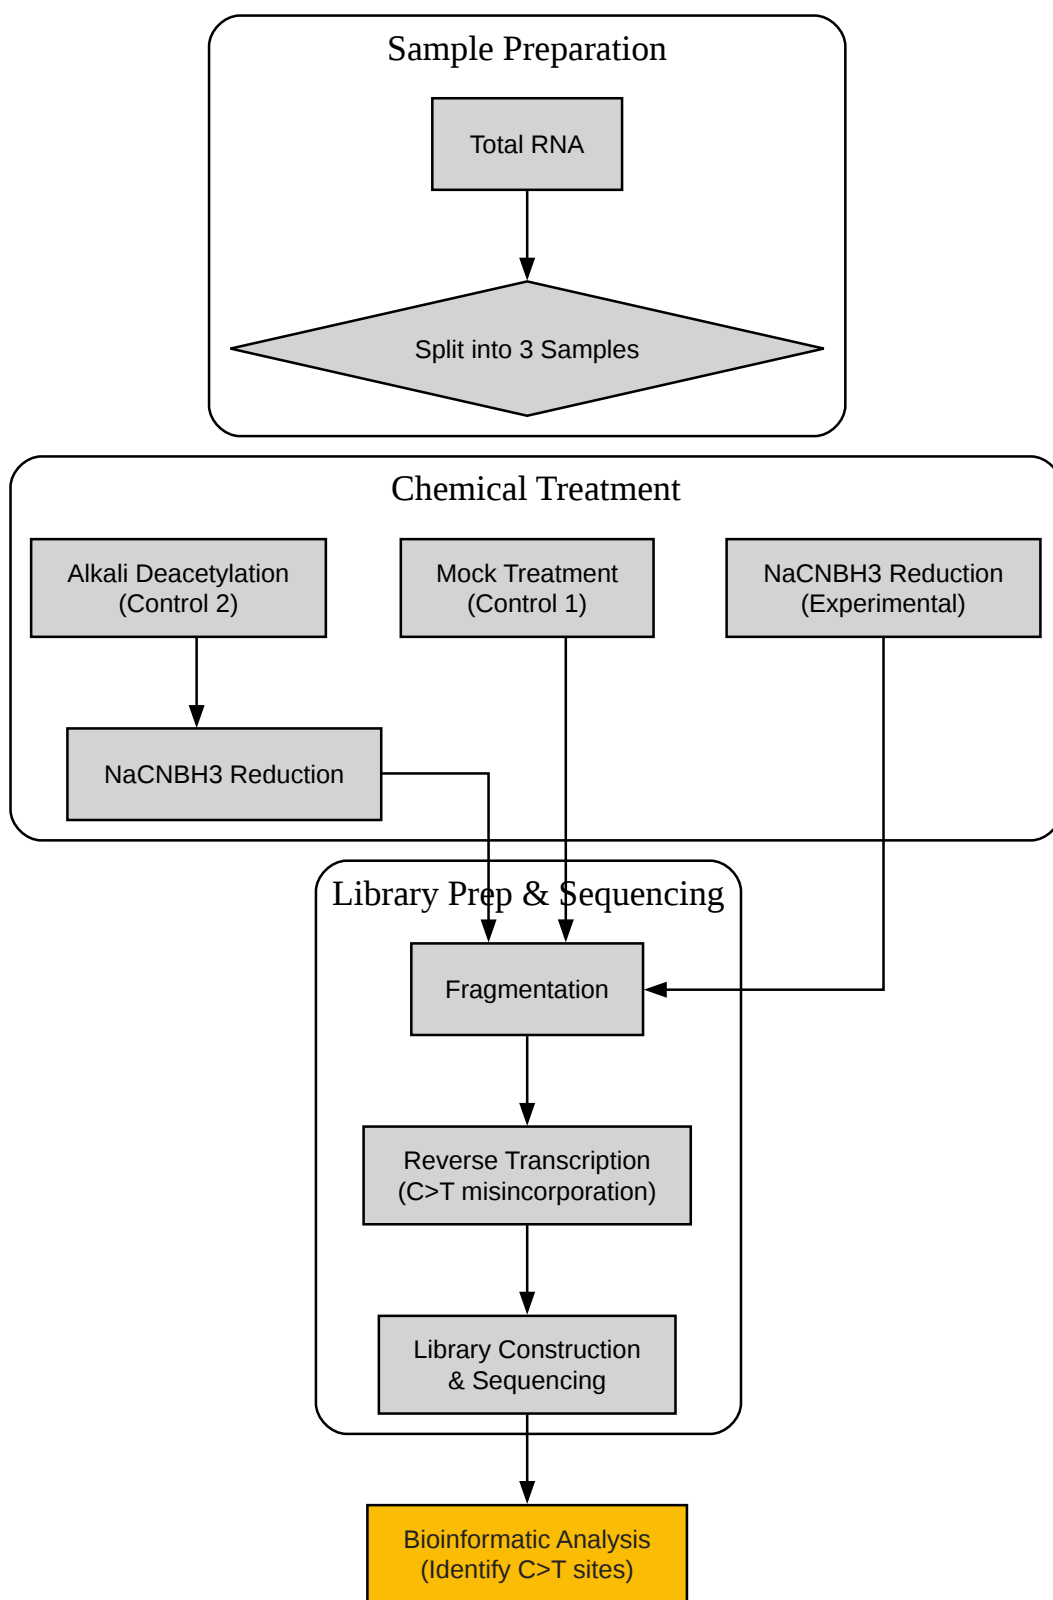 Sample Preparation
Total RNA
Split into 3 Samples
Chemical Treatment
Alkali Deacetylation
(Control 2)
Mock Treatment
(Control 1)
NaCNBH3 Reduction
(Experimental)
NaCNBH3 Reduction
Library Prep & Sequencing
Fragmentation
Reverse Transcription
(C>T misincorporation)
Library Construction
& Sequencing
Bioinformatic Analysis
(Identify C>T sites)